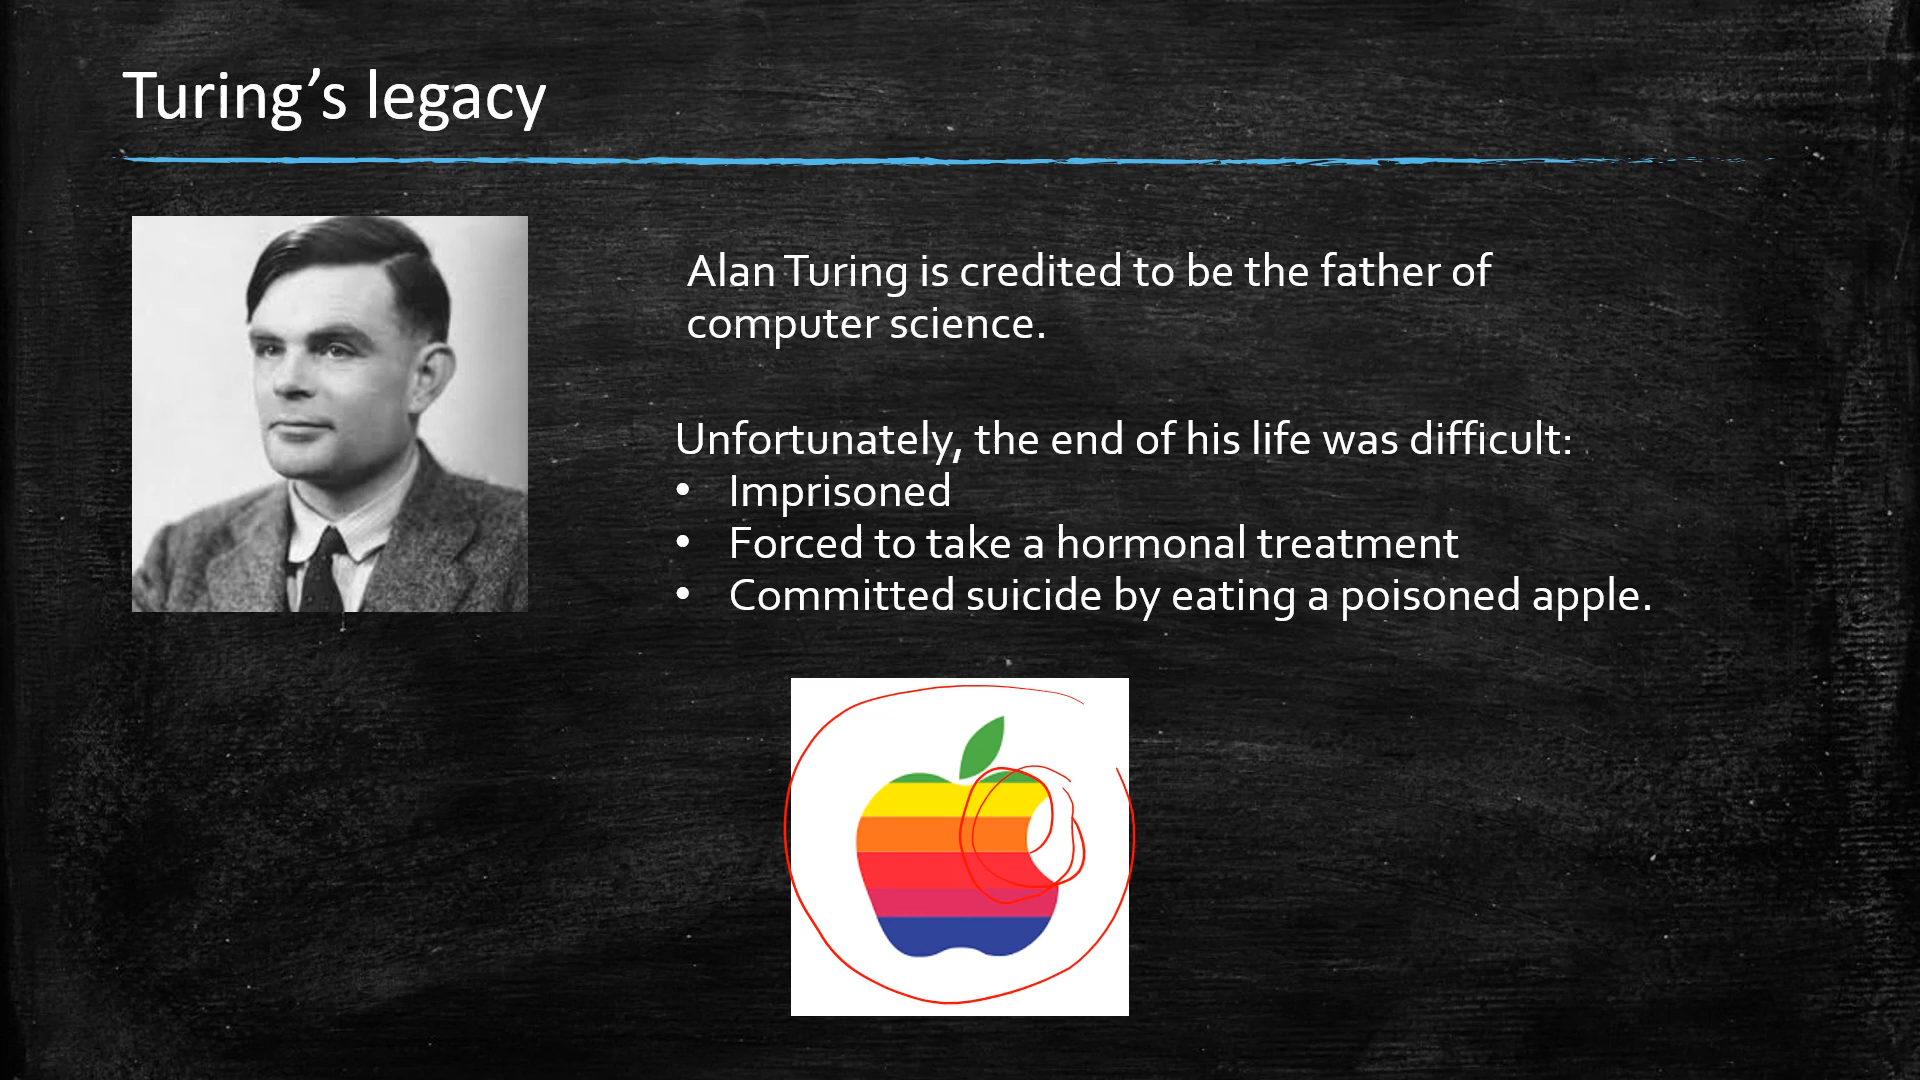 Turing’s legacy
Alan Turing is credited to be the father of
computer science.
Unfortunately, the end of his life was difficult:
• Imprisoned
• Forced to take a hormonal treatment
• Committed suicide by eating a poisoned apple.